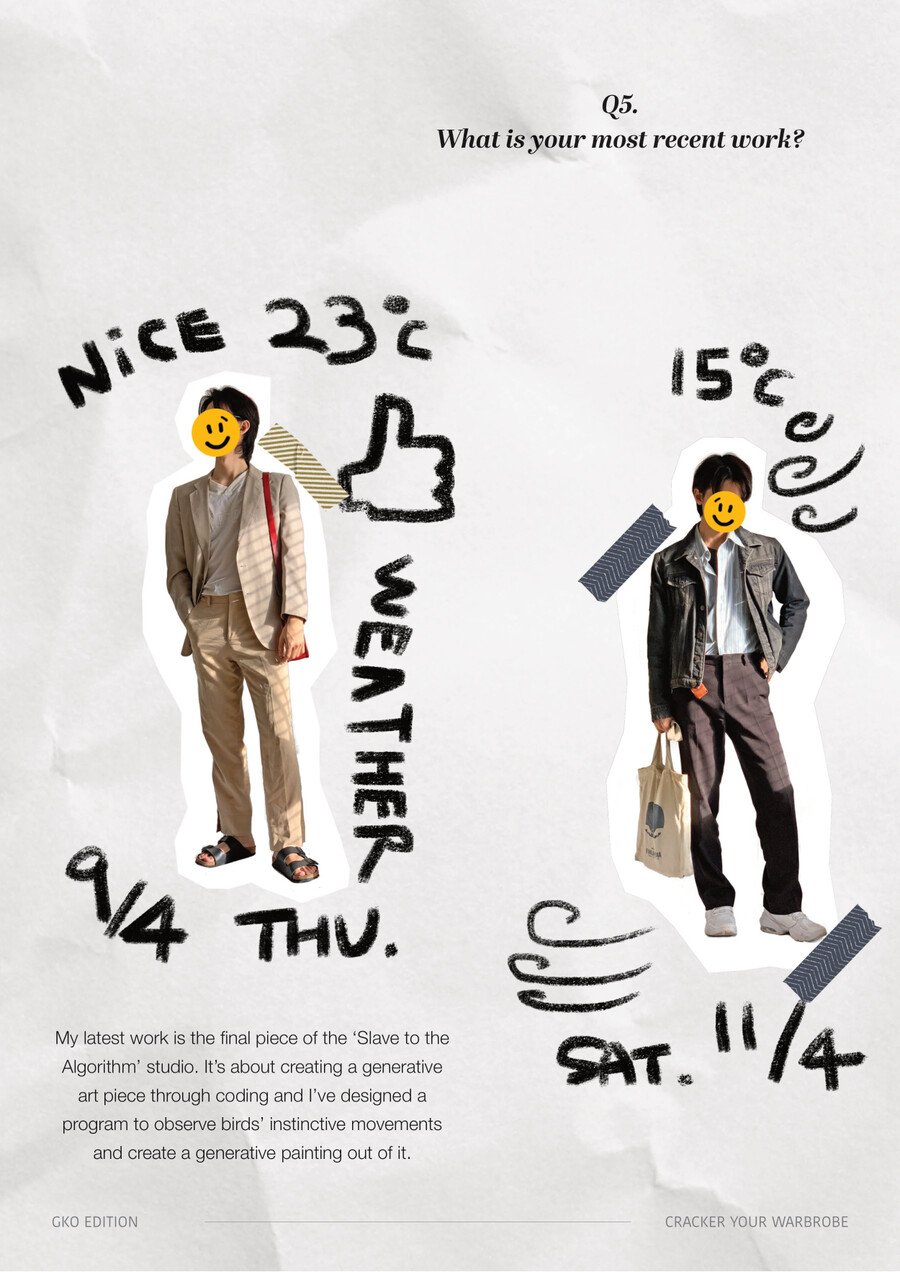 Q5.
What is your most recent work?
NiCE 23°c
WEATHER
9/4 THU.
15°c
SAT. 11/4
My latest work is the final piece of the ‘Slave to the
Algorithm’ studio. It’s about creating a generative
art piece through coding and I’ve designed a
program to observe birds’ instinctive movements
and create a generative painting out of it.
GKO EDITION
CRACKER YOUR WARBROBE